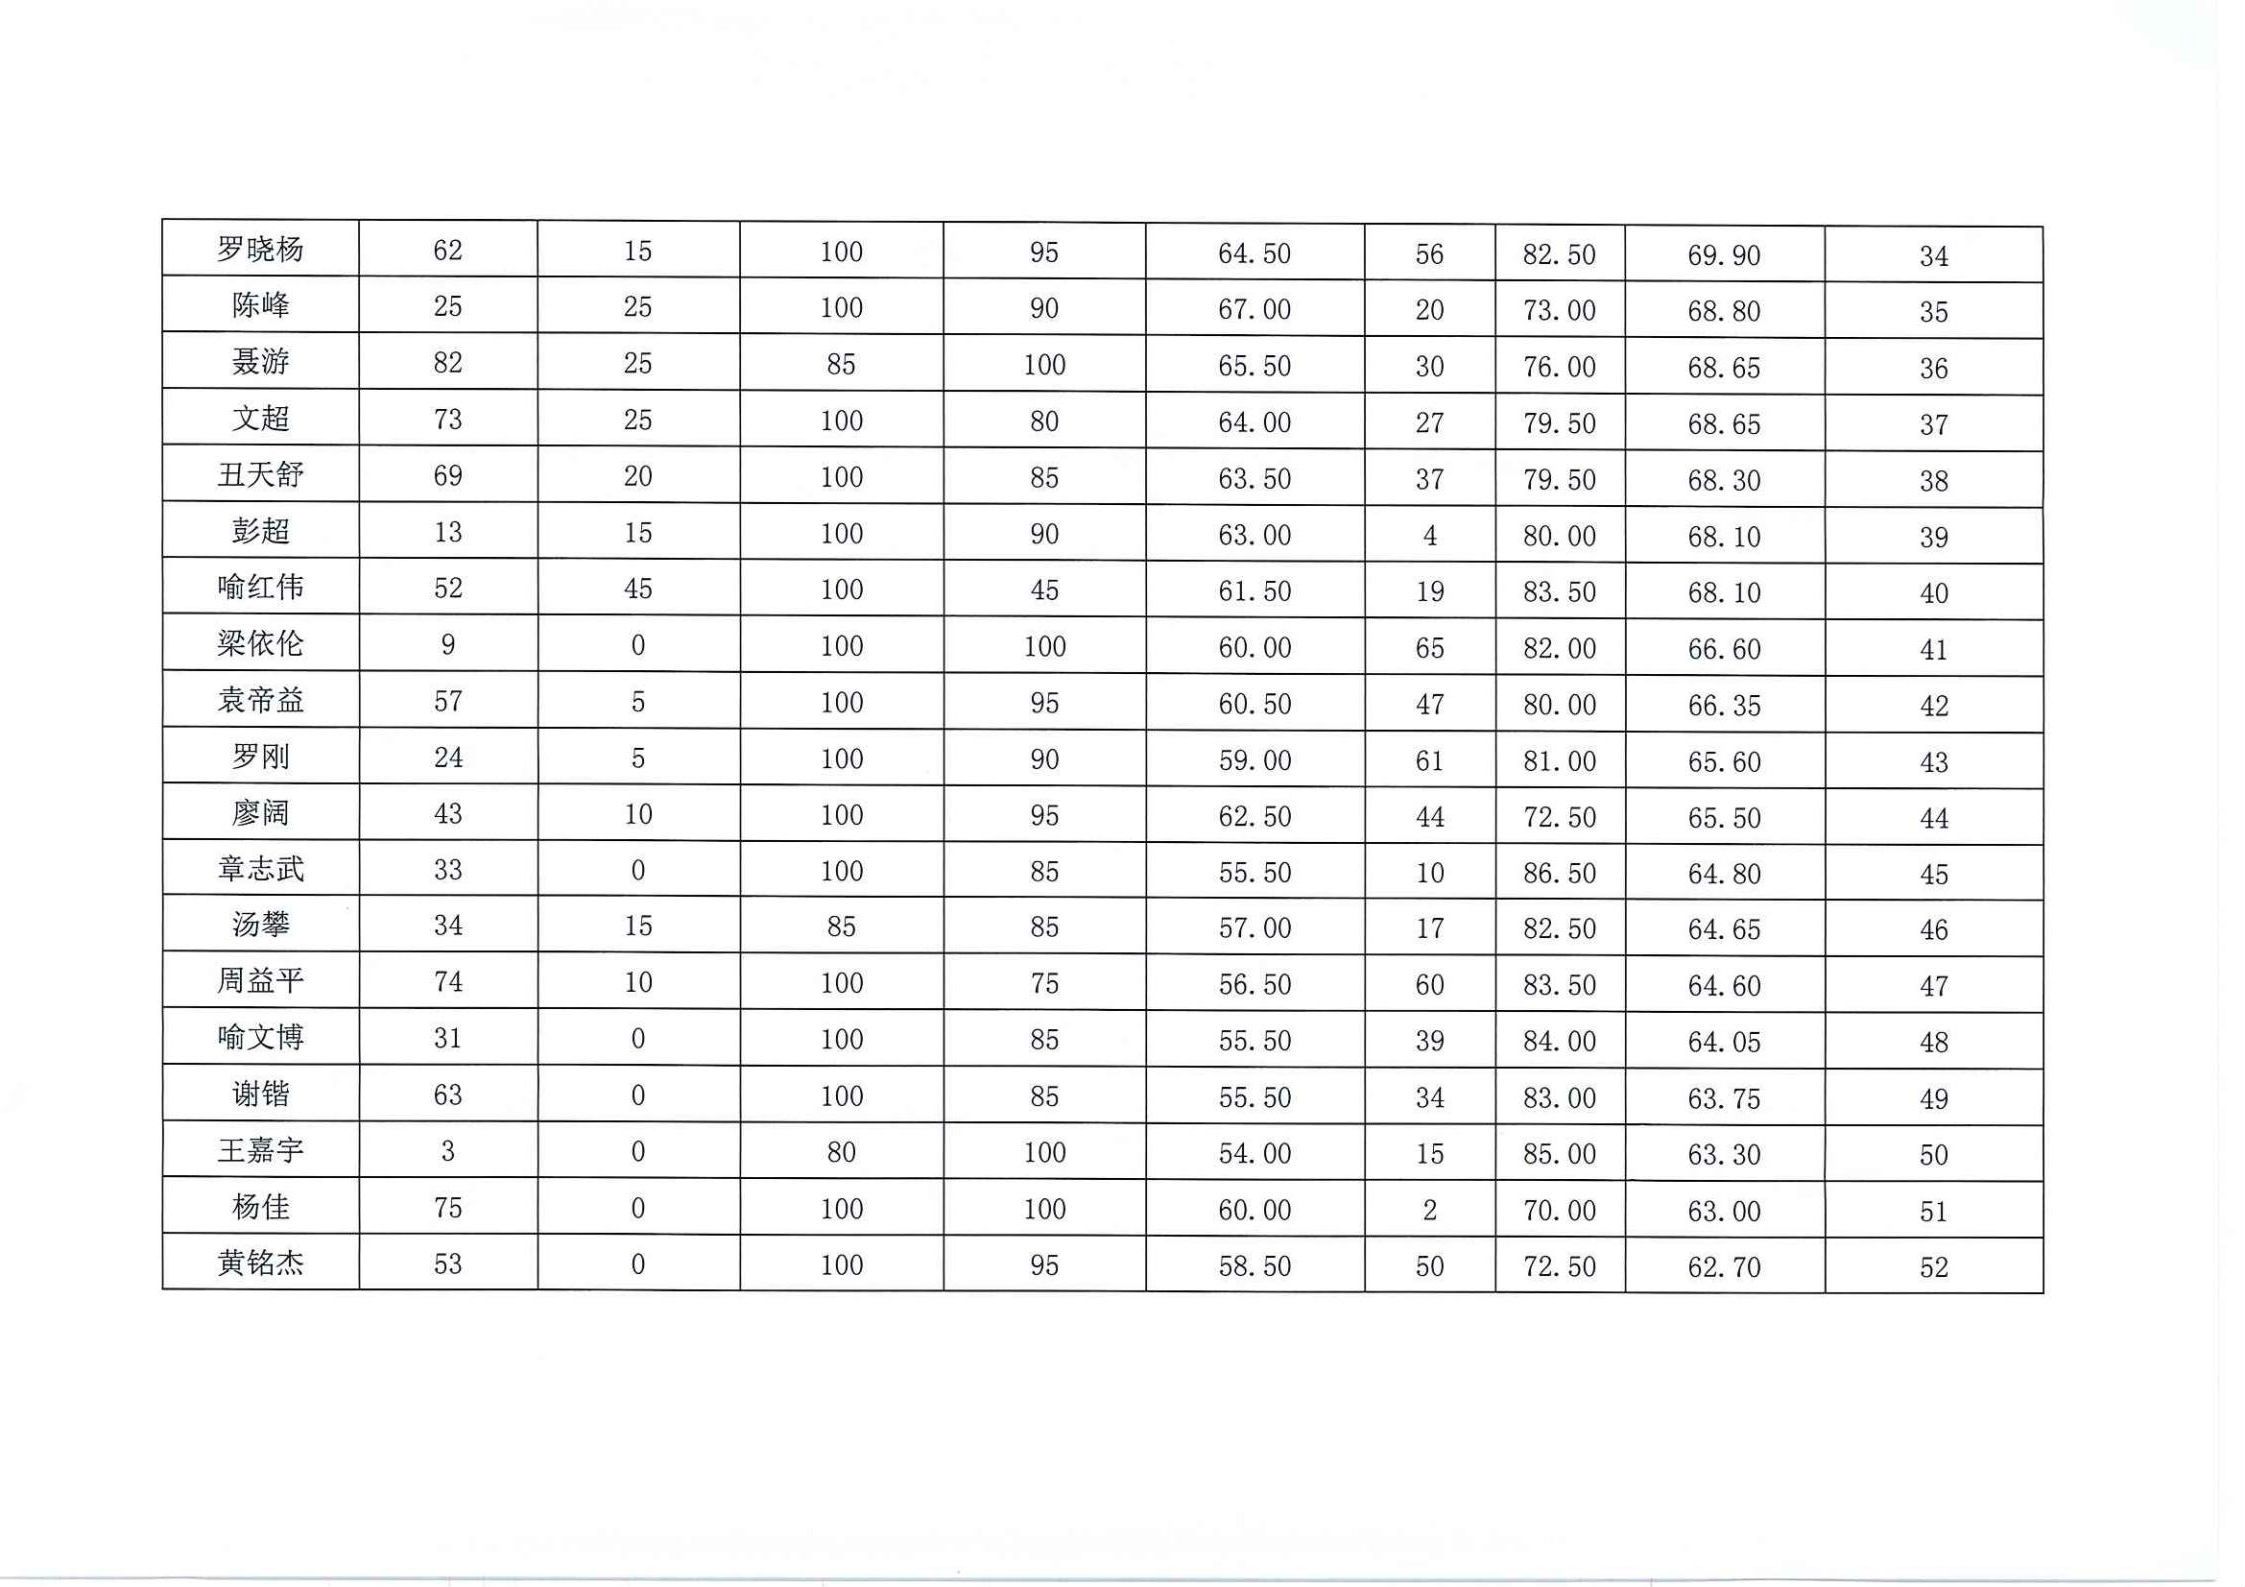 罗晓杨 62 15 100 95 64.50 56 82.50 69.90 34
陈峰 25 25 100 90 67.00 20 73.00 68.80 35
聂游 82 25 85 100 65.50 30 76.00 68.65 36
文超 73 25 100 80 64.00 27 79.50 68.65 37
丑天舒 69 20 100 85 63.50 37 79.50 68.30 38
彭超 13 15 100 90 63.00 4 80.00 68.10 39
喻红伟 52 45 100 45 61.50 19 83.50 68.10 40
梁依伦 9 0 100 100 60.00 65 82.00 66.60 41
袁帝益 57 5 100 95 60.50 47 80.00 66.35 42
罗刚 24 5 100 90 59.00 61 81.00 65.60 43
廖阔 43 10 100 95 62.50 44 72.50 65.50 44
章志武 33 0 100 85 55.50 10 86.50 64.80 45
汤攀 34 15 85 85 57.00 17 82.50 64.65 46
周益平 74 10 100 75 56.50 60 83.50 64.60 47
喻文博 31 0 100 85 55.50 39 84.00 64.05 48
谢锴 63 0 100 85 55.50 34 83.00 63.75 49
王嘉宇 3 0 80 100 54.00 15 85.00 63.30 50
杨佳 75 0 100 100 60.00 2 70.00 63.00 51
黄铭杰 53 0 100 95 58.50 50 72.50 62.70 52